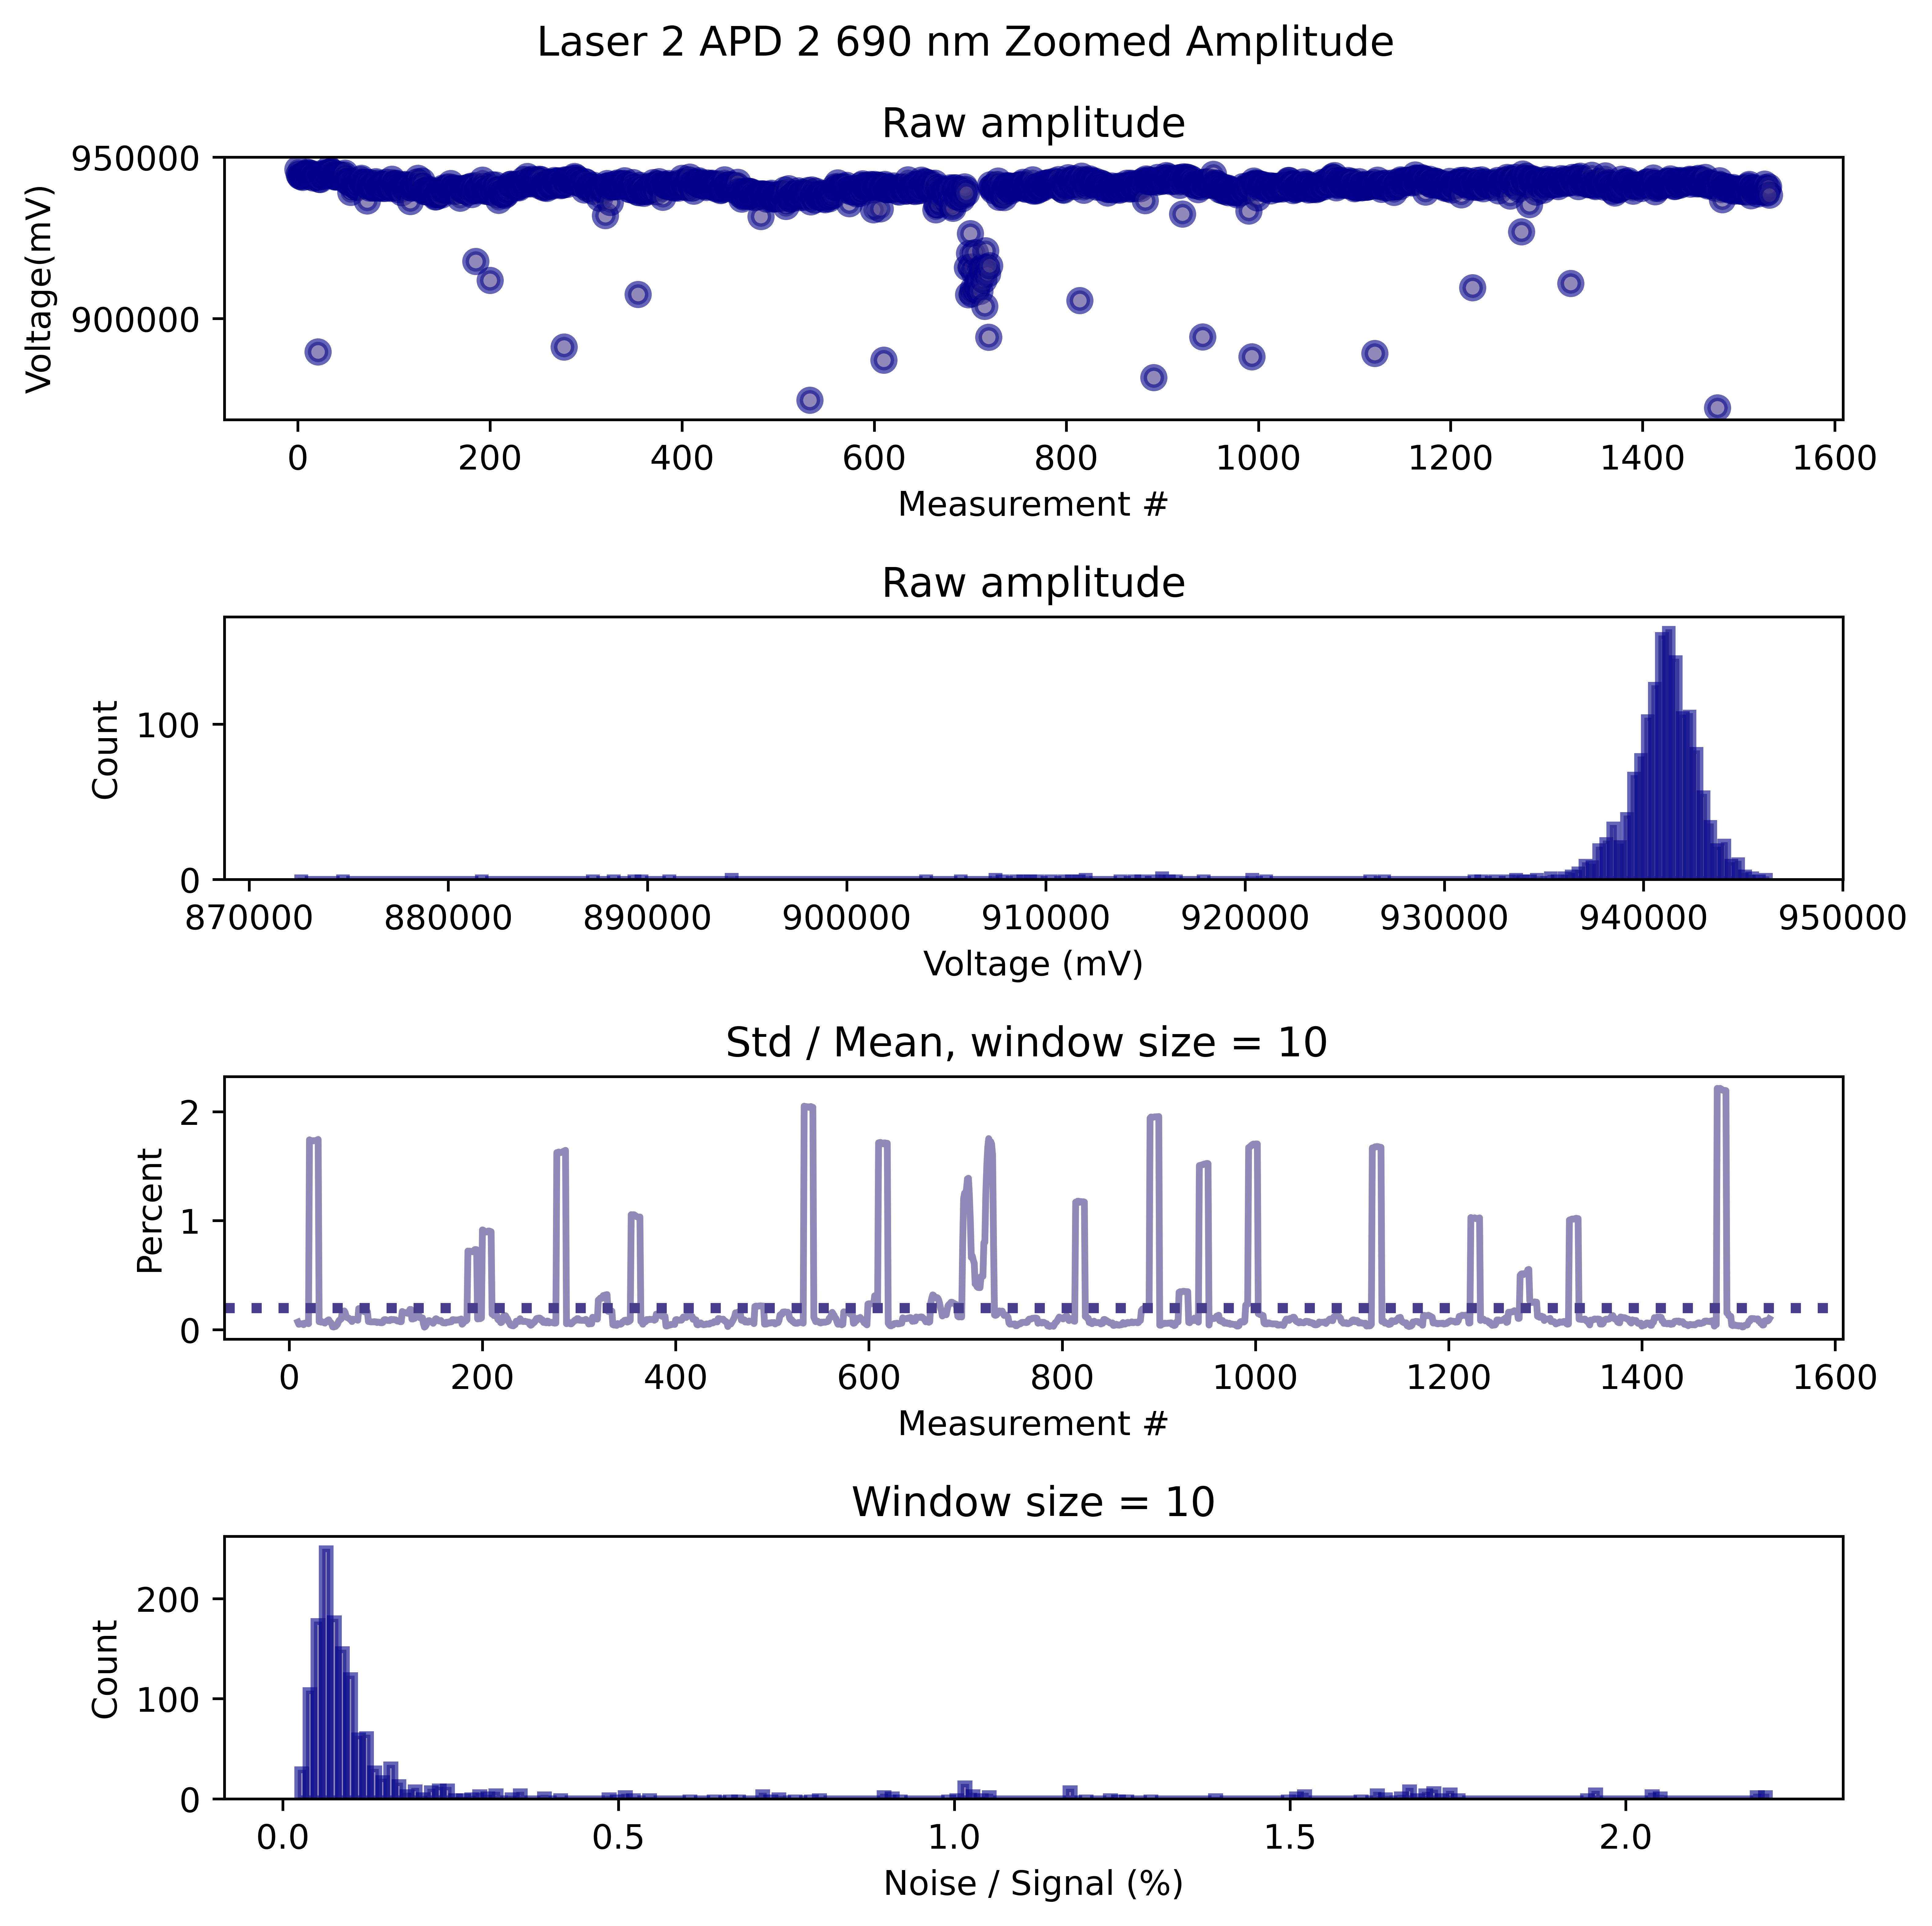 Laser 2 APD 2 690 nm Zoomed Amplitude
Raw amplitude
Voltage(mV)
950000
900000
0 200 400 600 800 1000 1200 1400 1600
Measurement #
Raw amplitude
Count
100
0
870000 880000 890000 900000 910000 920000 930000 940000 950000
Voltage (mV)
Std / Mean, window size = 10
Percent
2
1
0
0 200 400 600 800 1000 1200 1400 1600
Measurement #
Window size = 10
Count
200
100
0
0.0 0.5 1.0 1.5 2.0
Noise / Signal (%)